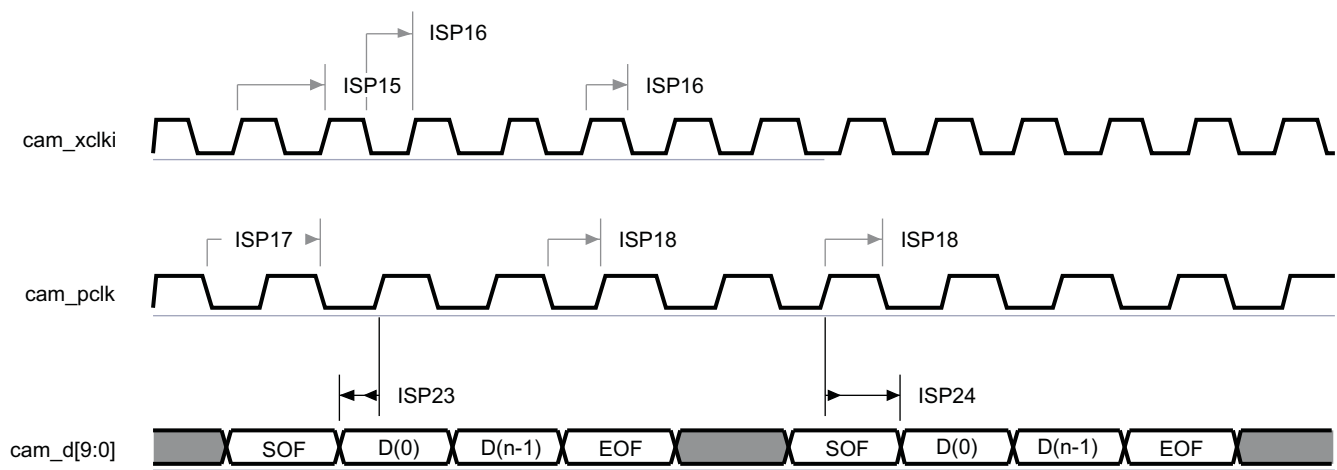 ISP16
ISP15 ISP16
cam_xclki
ISP17 ISP18 ISP18
cam_pclk
ISP23 ISP24
cam_d[9:0] SOF D(0) D(n-1) EOF SOF D(0) D(n-1) EOF